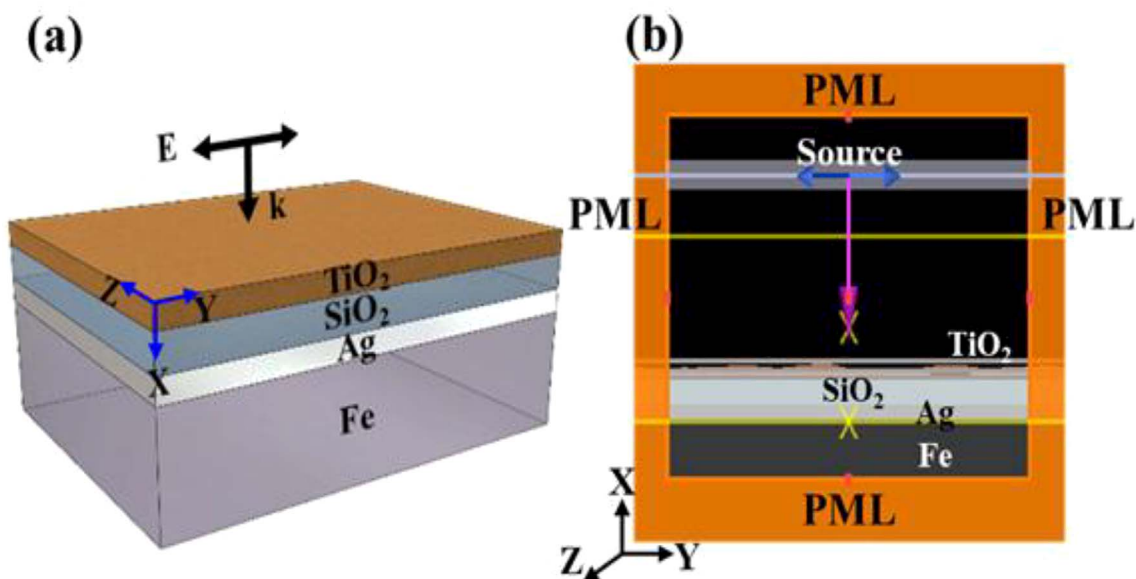 (a)
E
k
TiO₂
Z
Y
SiO₂
X
Ag
Fe
(b)
PML
Source
PML
PML
TiO₂
SiO₂
Ag
Fe
X
PML
Z
Y